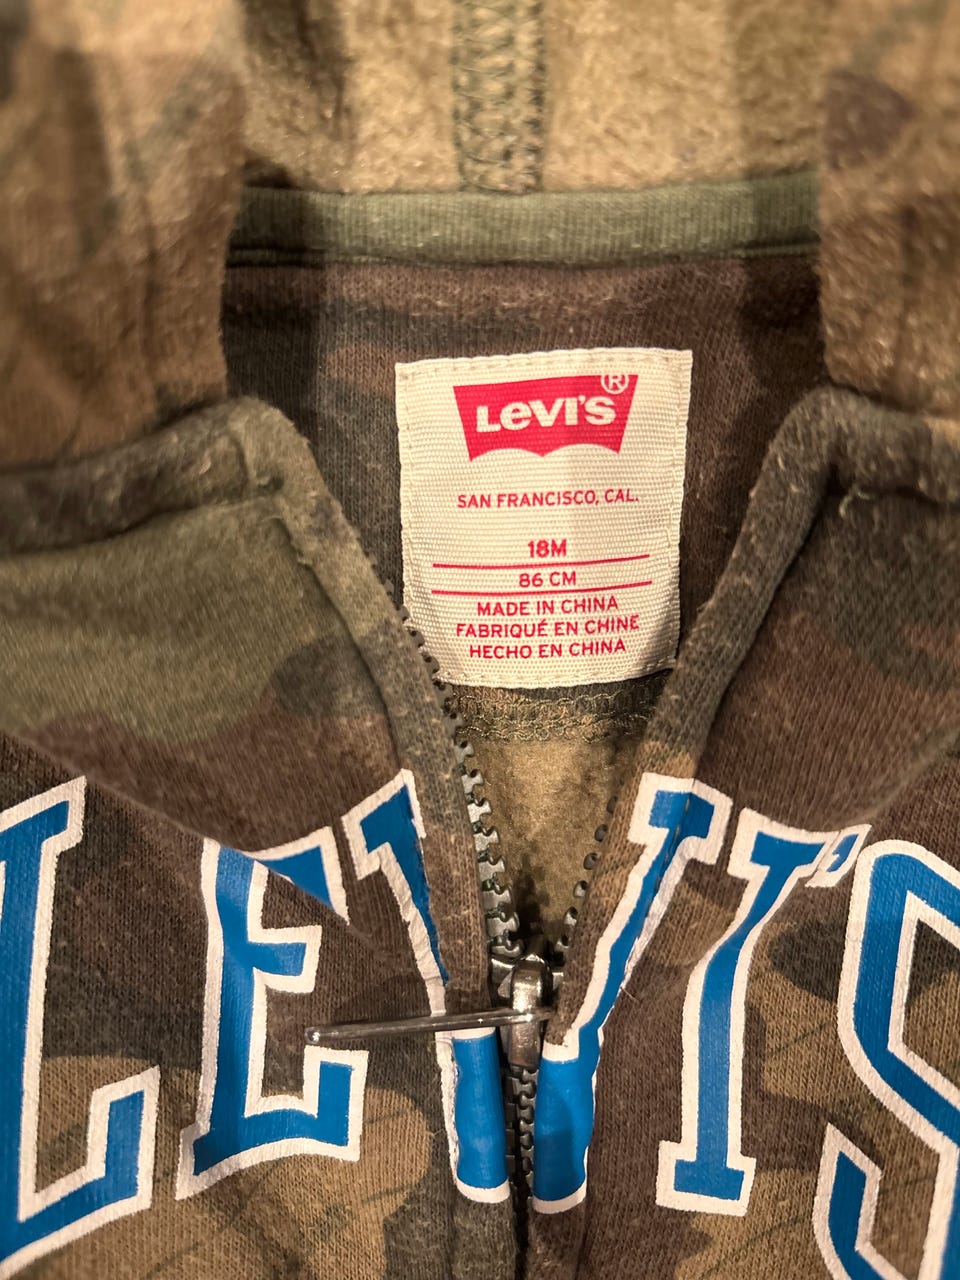 LEVI'S®
SAN FRANCISCO, CAL.
18M
86 CM
MADE IN CHINA
FABRIQUÉ EN CHINE
HECHO EN CHINA
LEVI'S